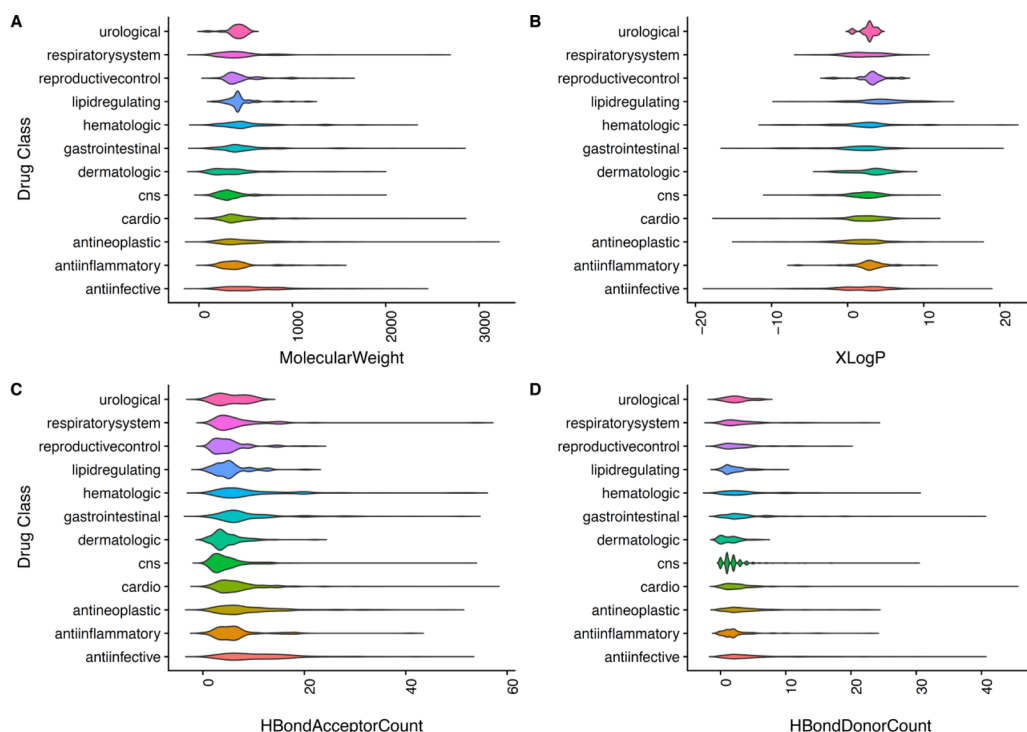 A
Drug Class
urological
respiratorysystem
reproductivecontrol
lipidregulating
hematologic
gastrointestinal
dermatologic
cns
cardio
antineoplastic
antiinflammatory
antiinfective
0
1000
2000
3000
MolecularWeight
B
urological
respiratorysystem
reproductivecontrol
lipidregulating
hematologic
gastrointestinal
dermatologic
cns
cardio
antineoplastic
antiinflammatory
antiinfective
−20
−10
0
10
20
XLogP
C
Drug Class
urological
respiratorysystem
reproductivecontrol
lipidregulating
hematologic
gastrointestinal
dermatologic
cns
cardio
antineoplastic
antiinflammatory
antiinfective
0
20
40
60
HBondAcceptorCount
D
urological
respiratorysystem
reproductivecontrol
lipidregulating
hematologic
gastrointestinal
dermatologic
cns
cardio
antineoplastic
antiinflammatory
antiinfective
0
10
20
30
40
HBondDonorCount